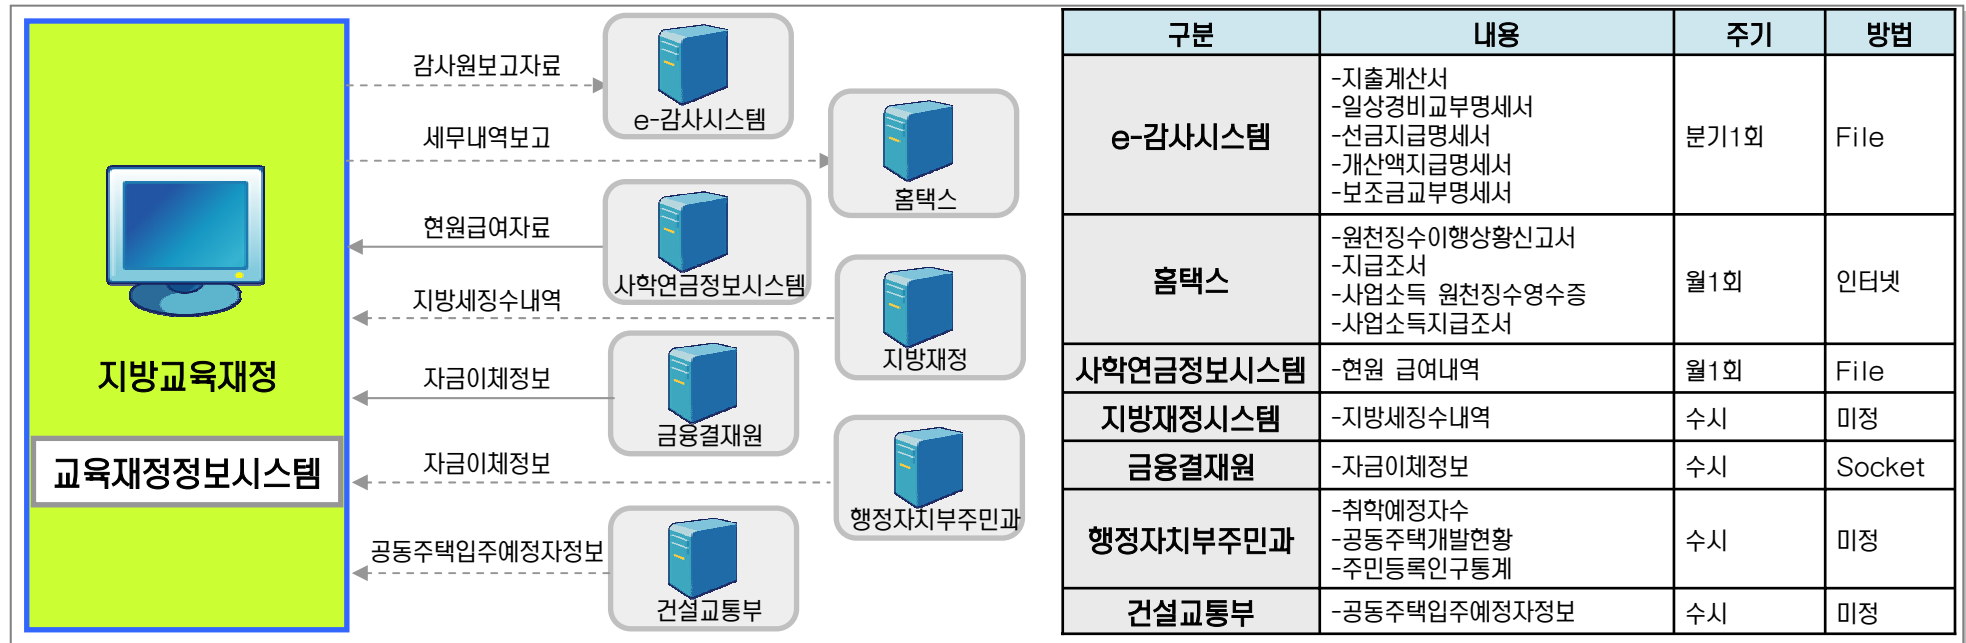 감사원보고자료
e-감사시스템
세무내역보고
홈택스
현원급여자료
사학연금정보시스템
지방세징수내역
지방재정
지방교육재정
자금이체정보
금융결재원
교육재정정보시스템
자금이체정보
행정자치부주민과
공동주택입주예정자정보
건설교통부
구분 내용 주기 방법
e-감사시스템
-지출계산서
-일상경비교부명세서
-선금지급명세서
-개산액지급명세서
-보조금교부명세서
분기1회 File
홈택스
-원천징수이행상황신고서
-지급조서
-사업소득 원천징수영수증
-사업소득지급조서
월1회 인터넷
사학연금정보시스템 -현원 급여내역 월1회 File
지방재정시스템 -지방세징수내역 수시 미정
금융결재원 -자금이체정보 수시 Socket
행정자치부주민과
-취학예정자수
-공동주택개발현황
-주민등록인구통계
수시 미정
건설교통부 -공동주택입주예정자정보 수시 미정